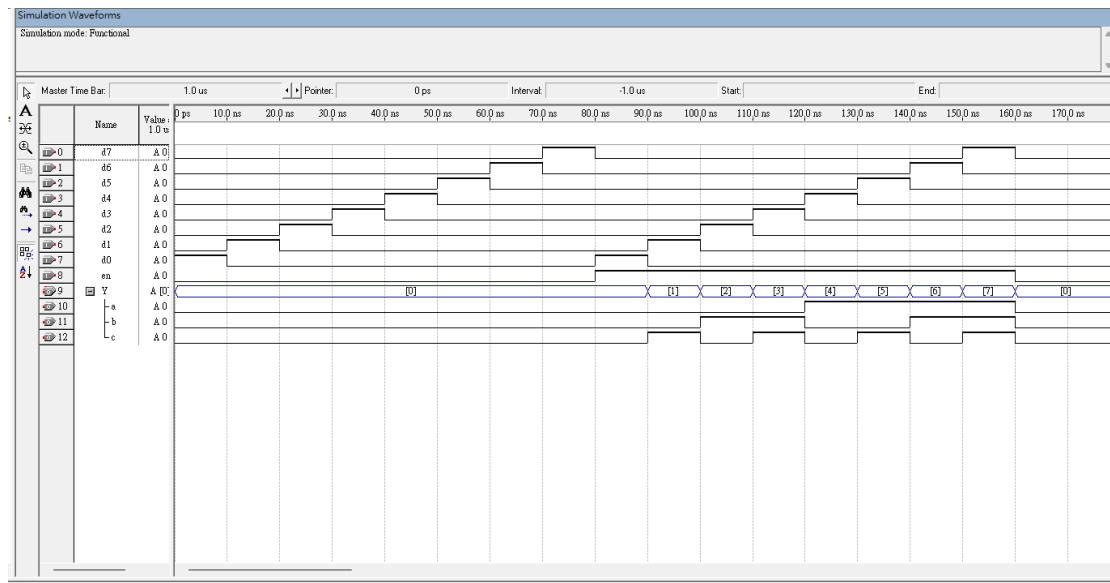 Simulation Waveforms
Simulation mode: Functional
Master Time Bar: 1.0 us Pointer: 0 ps Interval: -1.0 us Start: End:
Name Value : 0 ps 10.0 ns 20.0 ns 30.0 ns 40.0 ns 50.0 ns 60.0 ns 70.0 ns 80.0 ns 90.0 ns 100.0 ns 110.0 ns 120.0 ns 130.0 ns 140.0 ns 150.0 ns 160.0 ns 170.0 ns
1.0 us
0 d7 A 0
1 d6 A 0
2 d5 A 0
3 d4 A 0
4 d3 A 0
5 d2 A 0
6 d1 A 0
7 d0 A 0
8 en A 0
9 Y A [0] [0] [1] [2] [3] [4] [5] [6] [7] [0]
10 a A 0
11 b A 0
12 c A 0